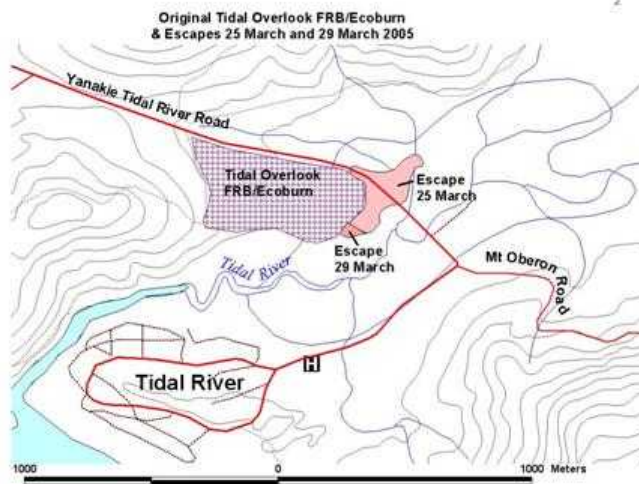 2
Original Tidal Overlook FRB/Ecoburn
& Escapes 25 March and 29 March 2005
Yanakie Tidal River Road
Tidal Overlook
FRB/Ecoburn
Escape
25 March
Escape
29 March
Tidal River
Mt Oberon
Road
H
Tidal River
1000
0
1000 Meters